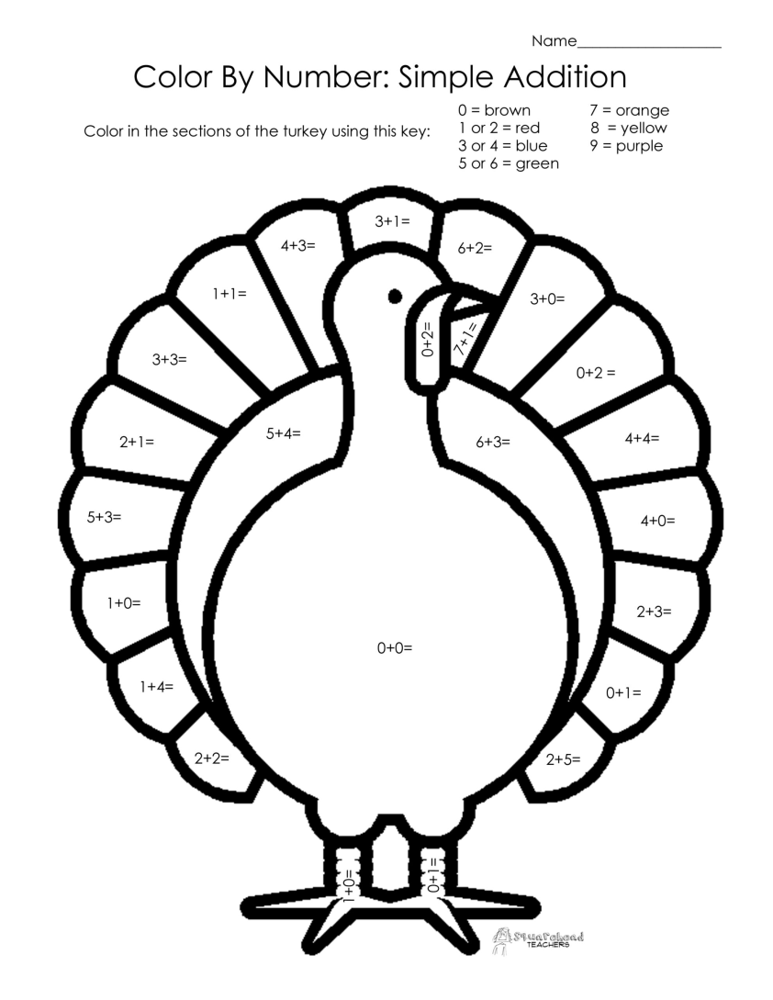 Name
Color By Number: Simple Addition
Color in the sections of the turkey using this key:
0 = brown
1 or 2 = red
3 or 4 = blue
5 or 6 = green
7 = orange
8 = yellow
9 = purple
3+1=
4+3=
6+2=
1+1=
3+0=
0+2=
7+1=
3+3=
0+2 =
5+4=
6+3=
2+1=
4+4=
5+3=
4+0=
1+0=
2+3=
0+0=
1+4=
0+1=
2+2=
2+5=
1+0=
0+1=
Squarehead
TEACHERS